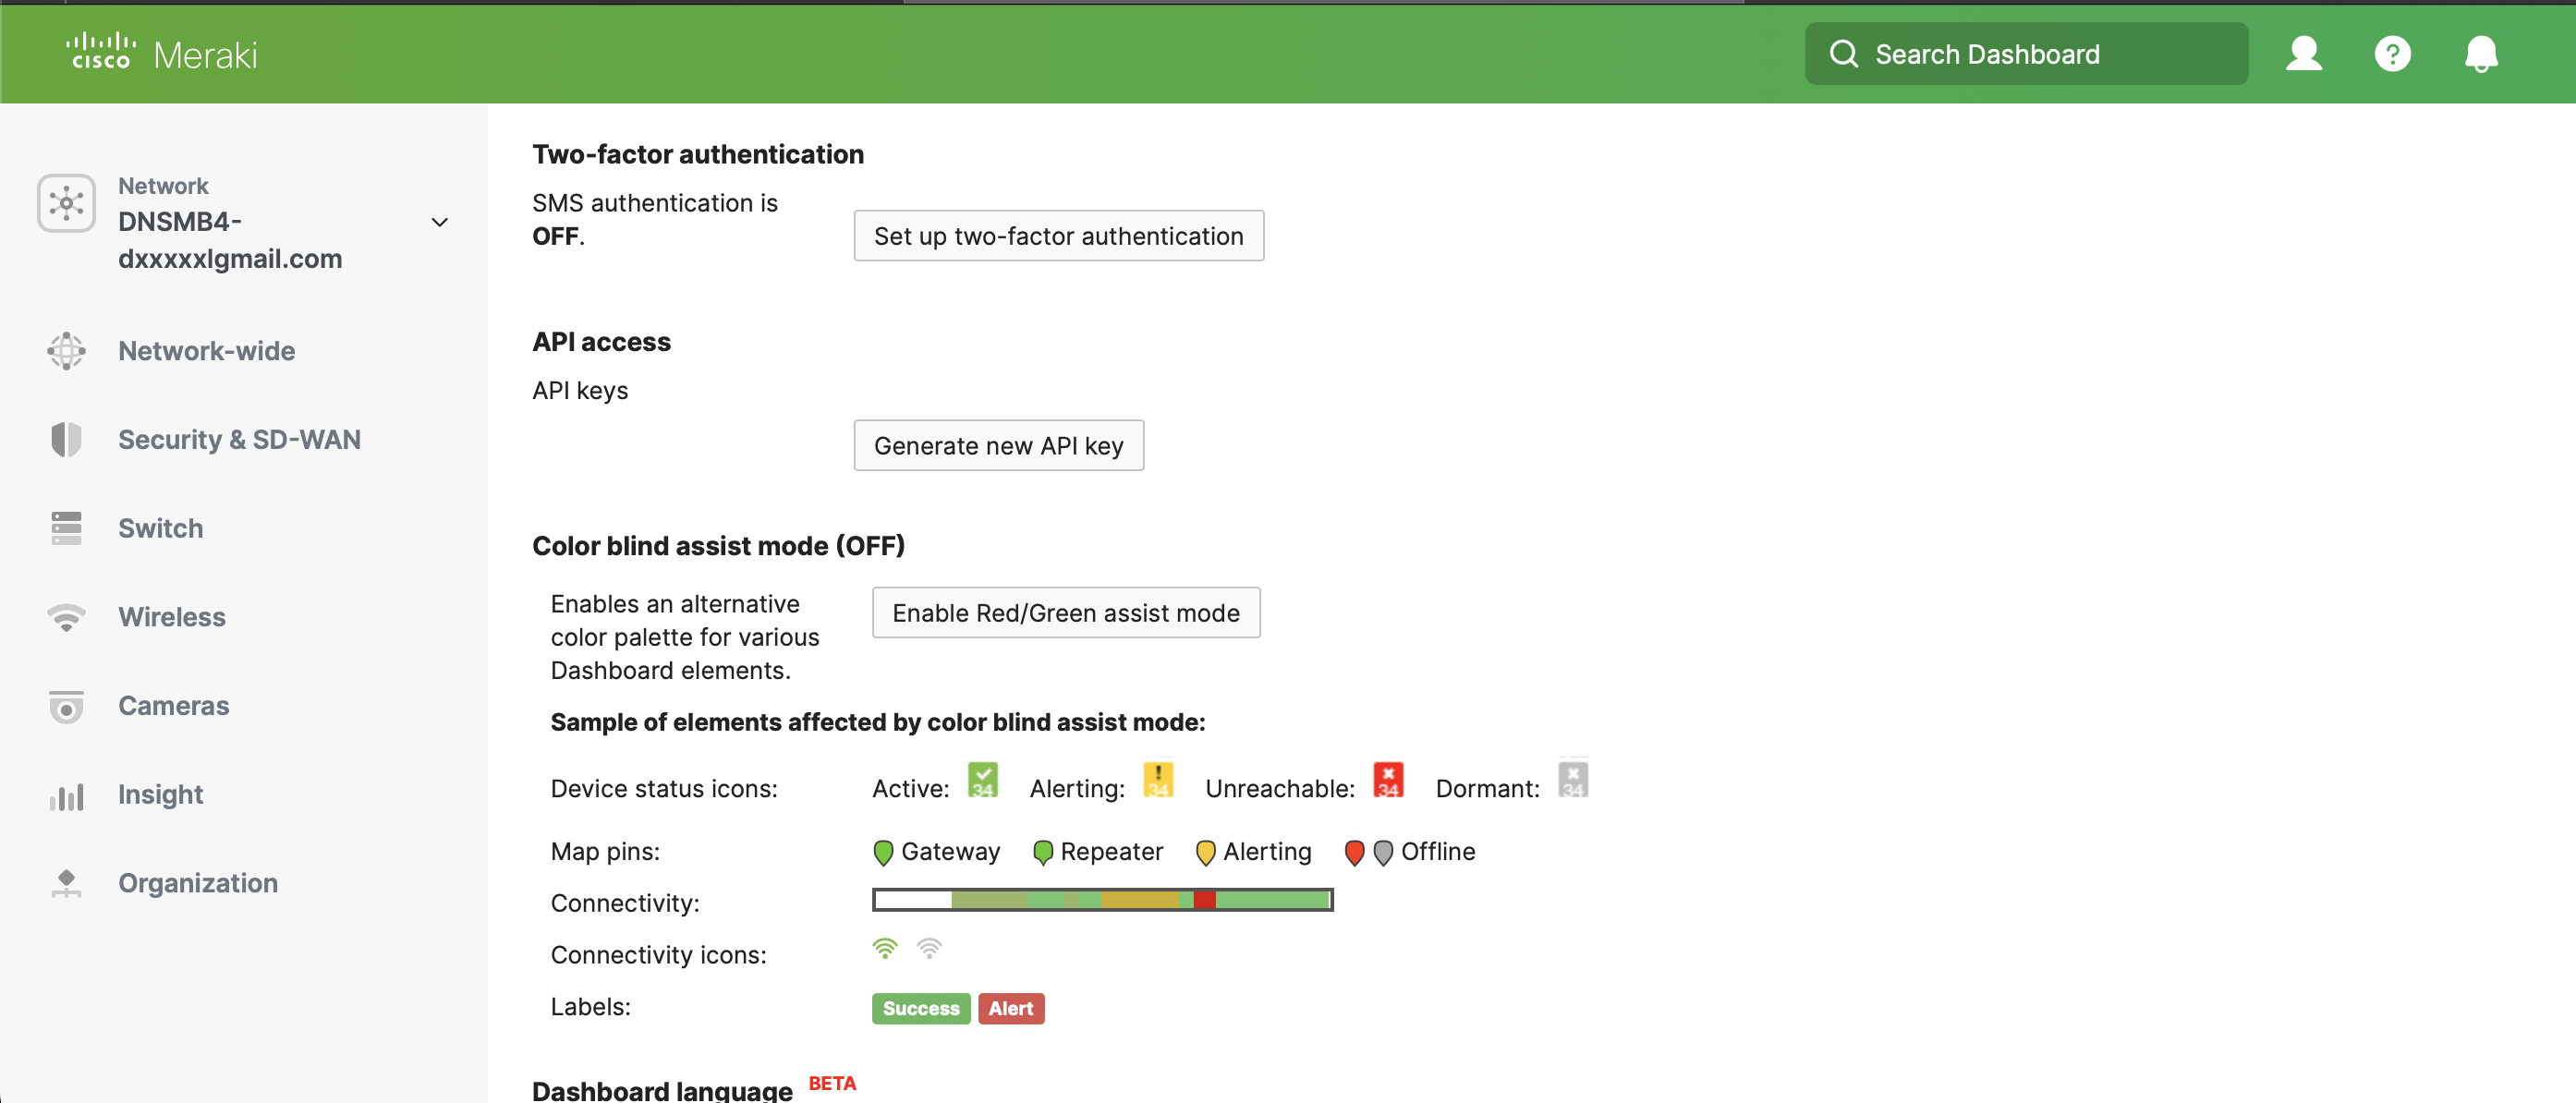 cisco Meraki
Search Dashboard
Network
DNSMB4-
dxxxxxlgmail.com
Network-wide
Security & SD-WAN
Switch
Wireless
Cameras
Insight
Organization
Two-factor authentication
SMS authentication is
OFF.
Set up two-factor authentication
API access
API keys
Generate new API key
Color blind assist mode (OFF)
Enables an alternative
color palette for various
Dashboard elements.
Enable Red/Green assist mode
Sample of elements affected by color blind assist mode:
Device status icons: Active: 34 Alerting: 34 Unreachable: 34 Dormant: 34
Map pins: Gateway Repeater Alerting Offline
Connectivity:
Connectivity icons:
Labels: Success Alert
Dashboard language BETA